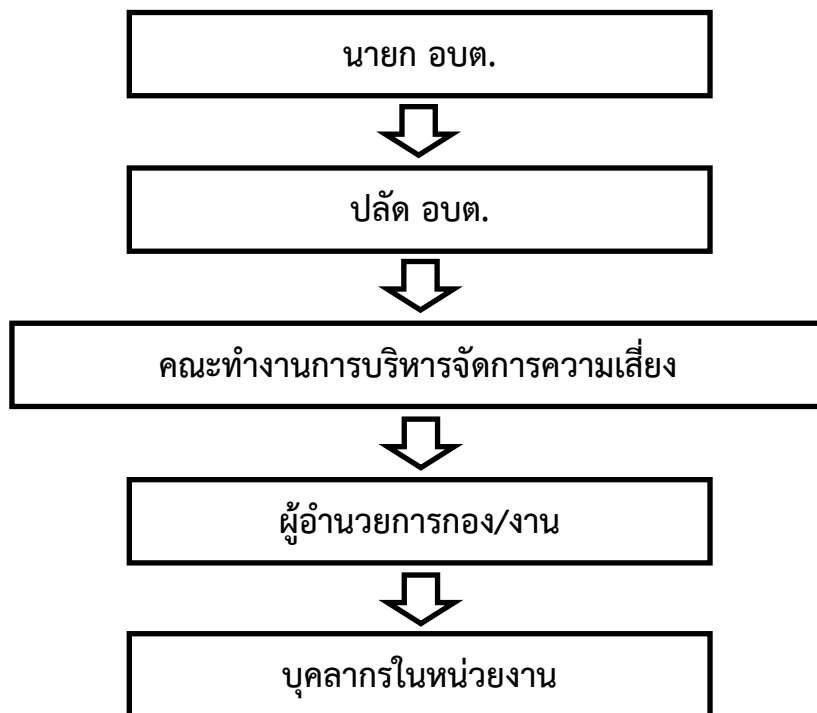 นายก อบต.
ปลัด อบต.
คณะทำงานการบริหารจัดการความเสี่ยง
ผู้อำนวยการกอง/งาน
บุคลากรในหน่วยงาน